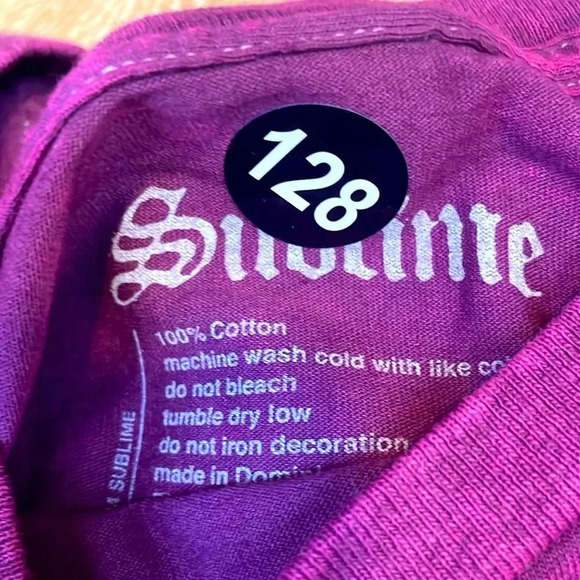 128
Sublime
100% Cotton
machine wash cold with like
do not bleach
tumble dry low
do not iron decoration
made in
SUBLIME